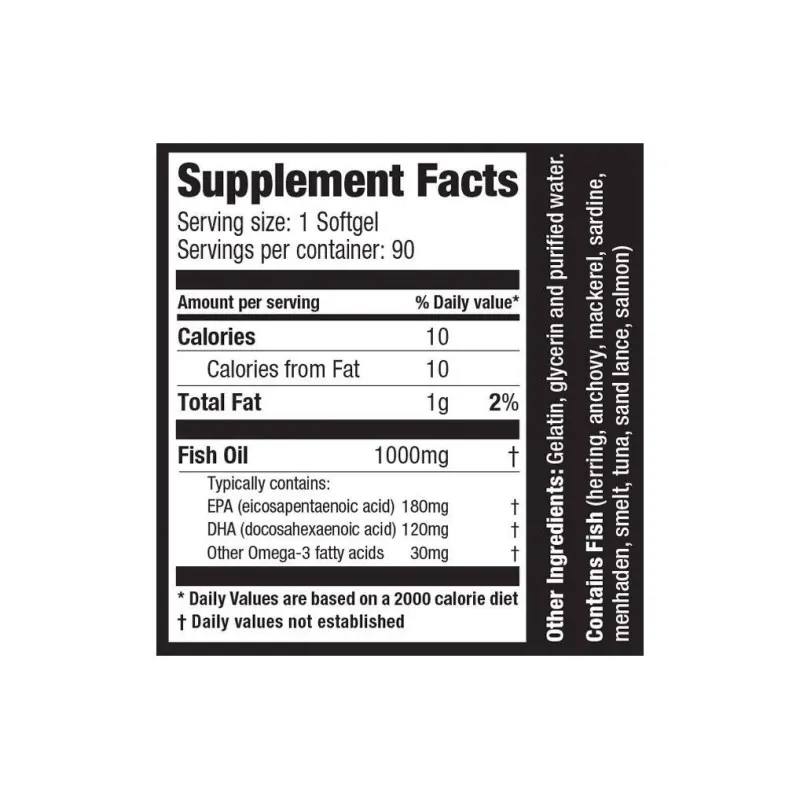 Supplement Facts
Serving size: 1 Softgel
Servings per container: 90
Amount per serving % Daily value*
Calories 10
Calories from Fat 10
Total Fat 1g 2%
Fish Oil 1000mg †
Typically contains:
EPA (eicosapentaenoic acid) 180mg †
DHA (docosahexaenoic acid) 120mg †
Other Omega-3 fatty acids 30mg †
* Daily Values are based on a 2000 calorie diet
† Daily values not established
Other Ingredients: Gelatin, glycerin and purified water.
Contains Fish (herring, anchovy, mackerel, sardine,
menhaden, smelt, tuna, sand lance, salmon)